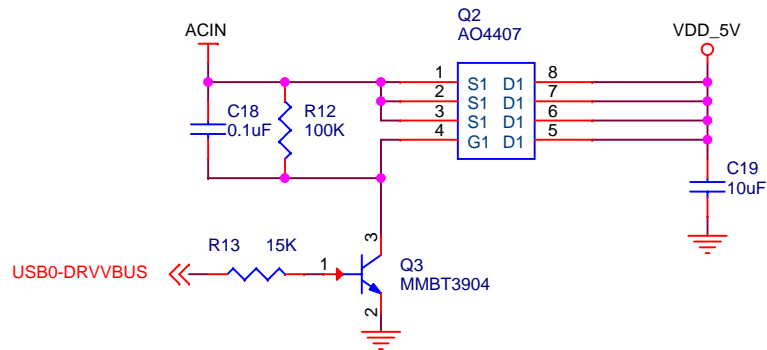 Q2
ACIN
AO4407
VDD_5V
1 S1 D1 8
2 S1 D1 7
3 S1 D1 6
4 G1 D1 5
C18
0.1uF
R12
100K
C19
10uF
R13 15K
3
USB0-DRVVBUS
1
Q3
MMBT3904
2